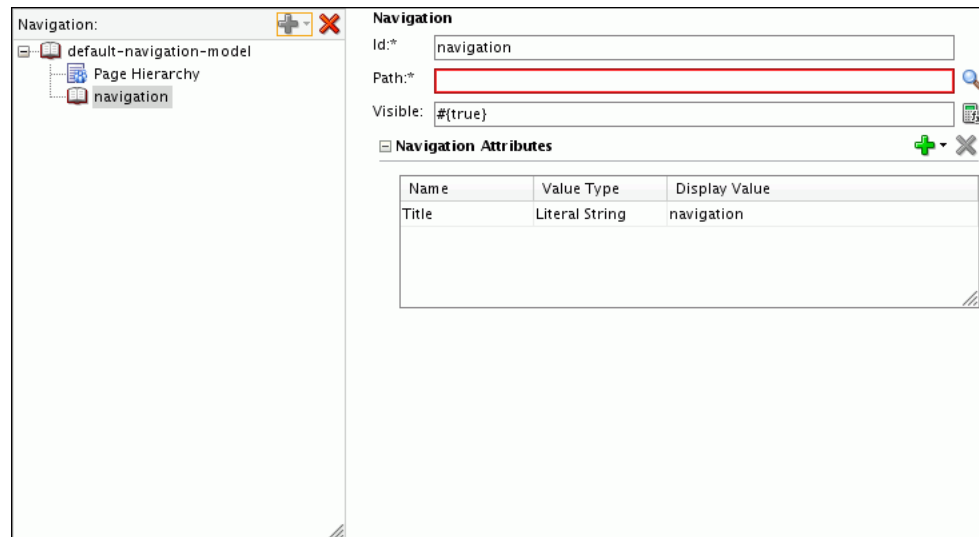 Navigation:
default-navigation-model
Page Hierarchy
navigation
Navigation
Id:* navigation
Path:*
Visible: #{true}
Navigation Attributes
Name Value Type Display Value
Title Literal String navigation